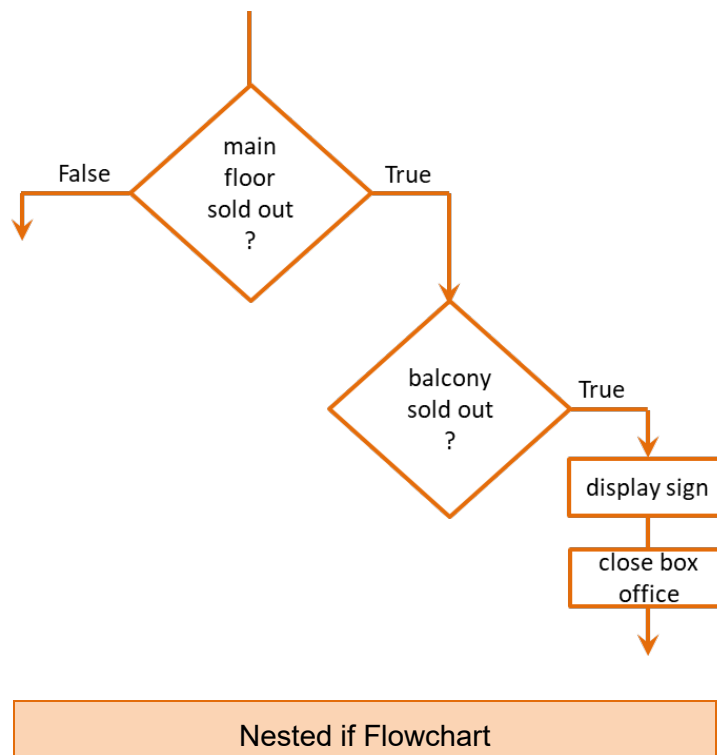 main
floor
sold out
?
False
True
balcony
sold out
?
True
display sign
close box
office
Nested if Flowchart